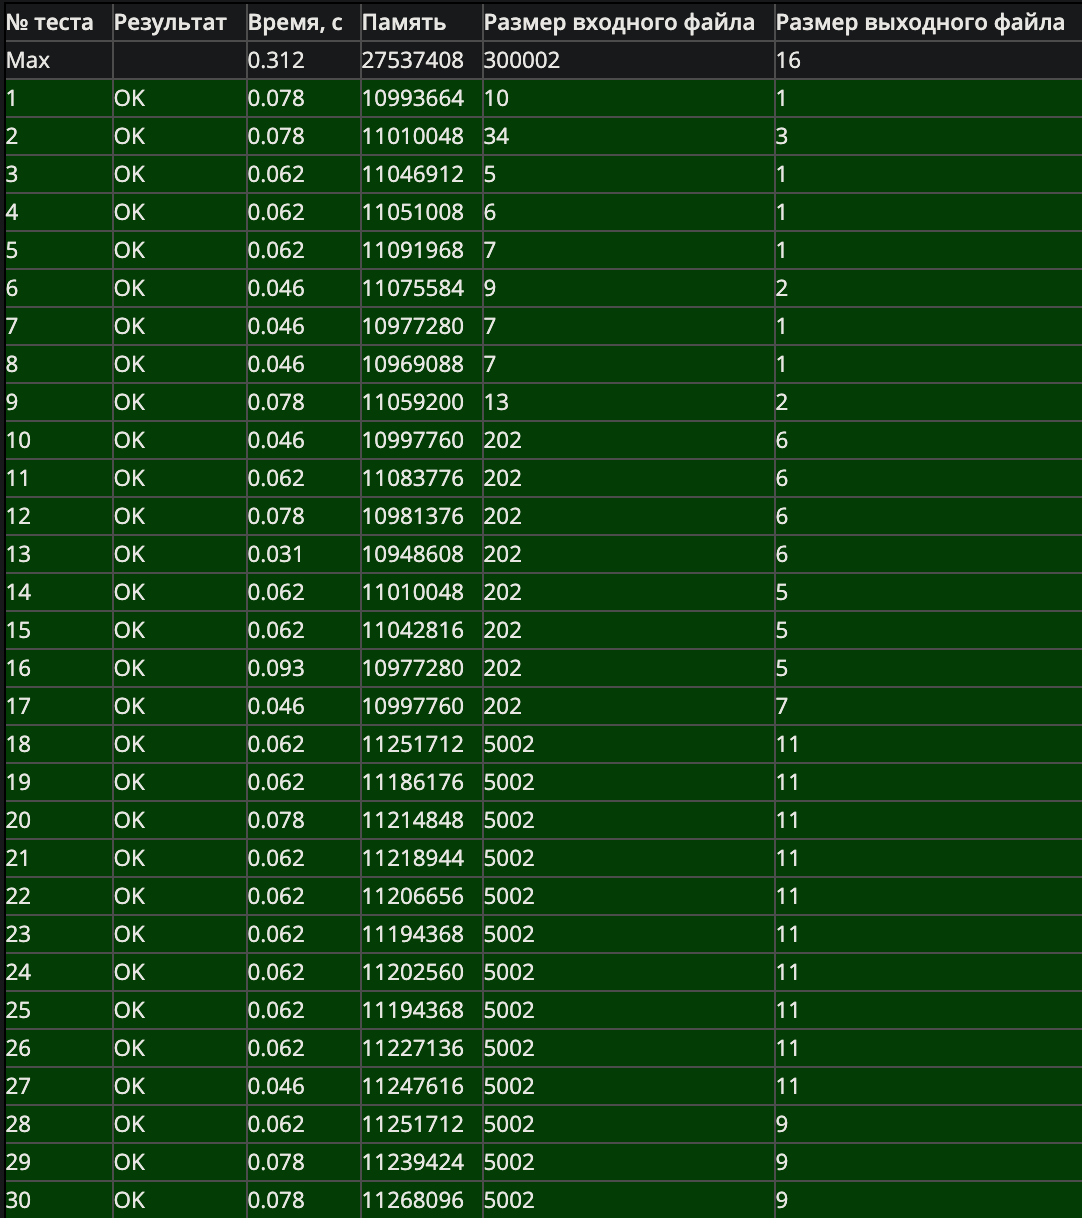 № теста Результат Время, с Память Размер входного файла Размер выходного файла
Max 0.312 27537408 300002 16
1 OK 0.078 10993664 10 1
2 OK 0.078 11010048 34 3
3 OK 0.062 11046912 5 1
4 OK 0.062 11051008 6 1
5 OK 0.062 11091968 7 1
6 OK 0.046 11075584 9 2
7 OK 0.046 10977280 7 1
8 OK 0.046 10969088 7 1
9 OK 0.078 11059200 13 2
10 OK 0.046 10997760 202 6
11 OK 0.062 11083776 202 6
12 OK 0.078 10981376 202 6
13 OK 0.031 10948608 202 6
14 OK 0.062 11010048 202 5
15 OK 0.062 11042816 202 5
16 OK 0.093 10977280 202 5
17 OK 0.046 10997760 202 7
18 OK 0.062 11251712 5002 11
19 OK 0.062 11186176 5002 11
20 OK 0.078 11214848 5002 11
21 OK 0.062 11218944 5002 11
22 OK 0.062 11206656 5002 11
23 OK 0.062 11194368 5002 11
24 OK 0.062 11202560 5002 11
25 OK 0.062 11194368 5002 11
26 OK 0.062 11227136 5002 11
27 OK 0.046 11247616 5002 11
28 OK 0.062 11251712 5002 9
29 OK 0.078 11239424 5002 9
30 OK 0.078 11268096 5002 9